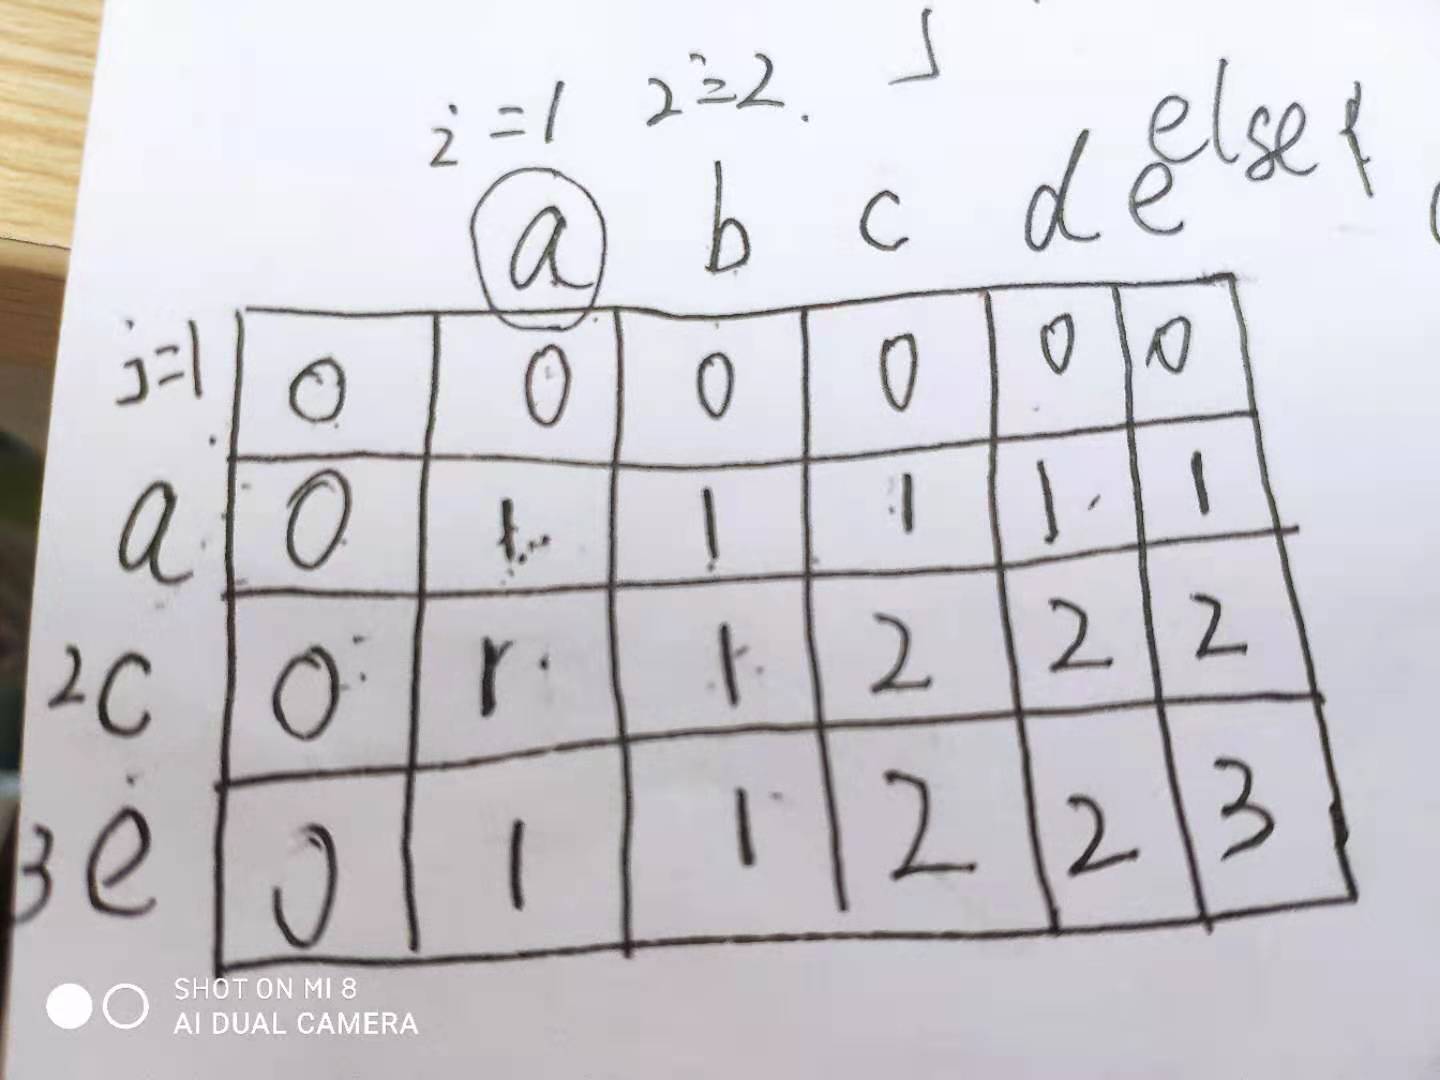 i=1 2=2.
else{
a b c d e
j=1 0 0 0 0 0 0
a 0 1 1 1 1 1
2c 0 1 1 2 2 2
3e 0 1 1 2 2 3
SHOT ON MI 8
AI DUAL CAMERA